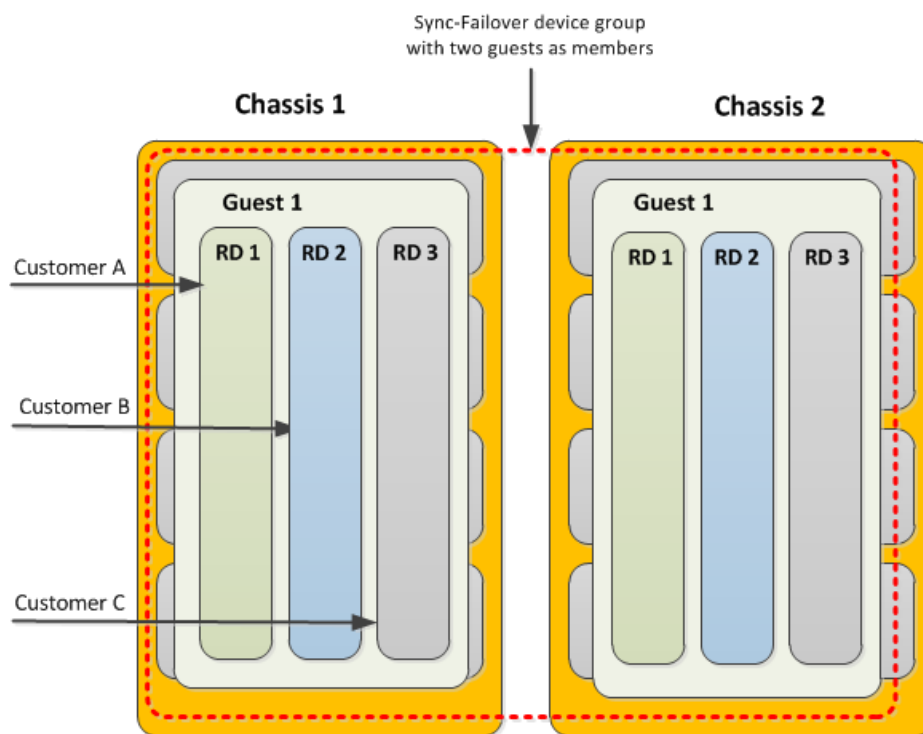 Sync-Failover device group
with two guests as members
Chassis 1
Chassis 2
Guest 1
Guest 1
RD 1
RD 2
RD 3
RD 1
RD 2
RD 3
Customer A
Customer B
Customer C